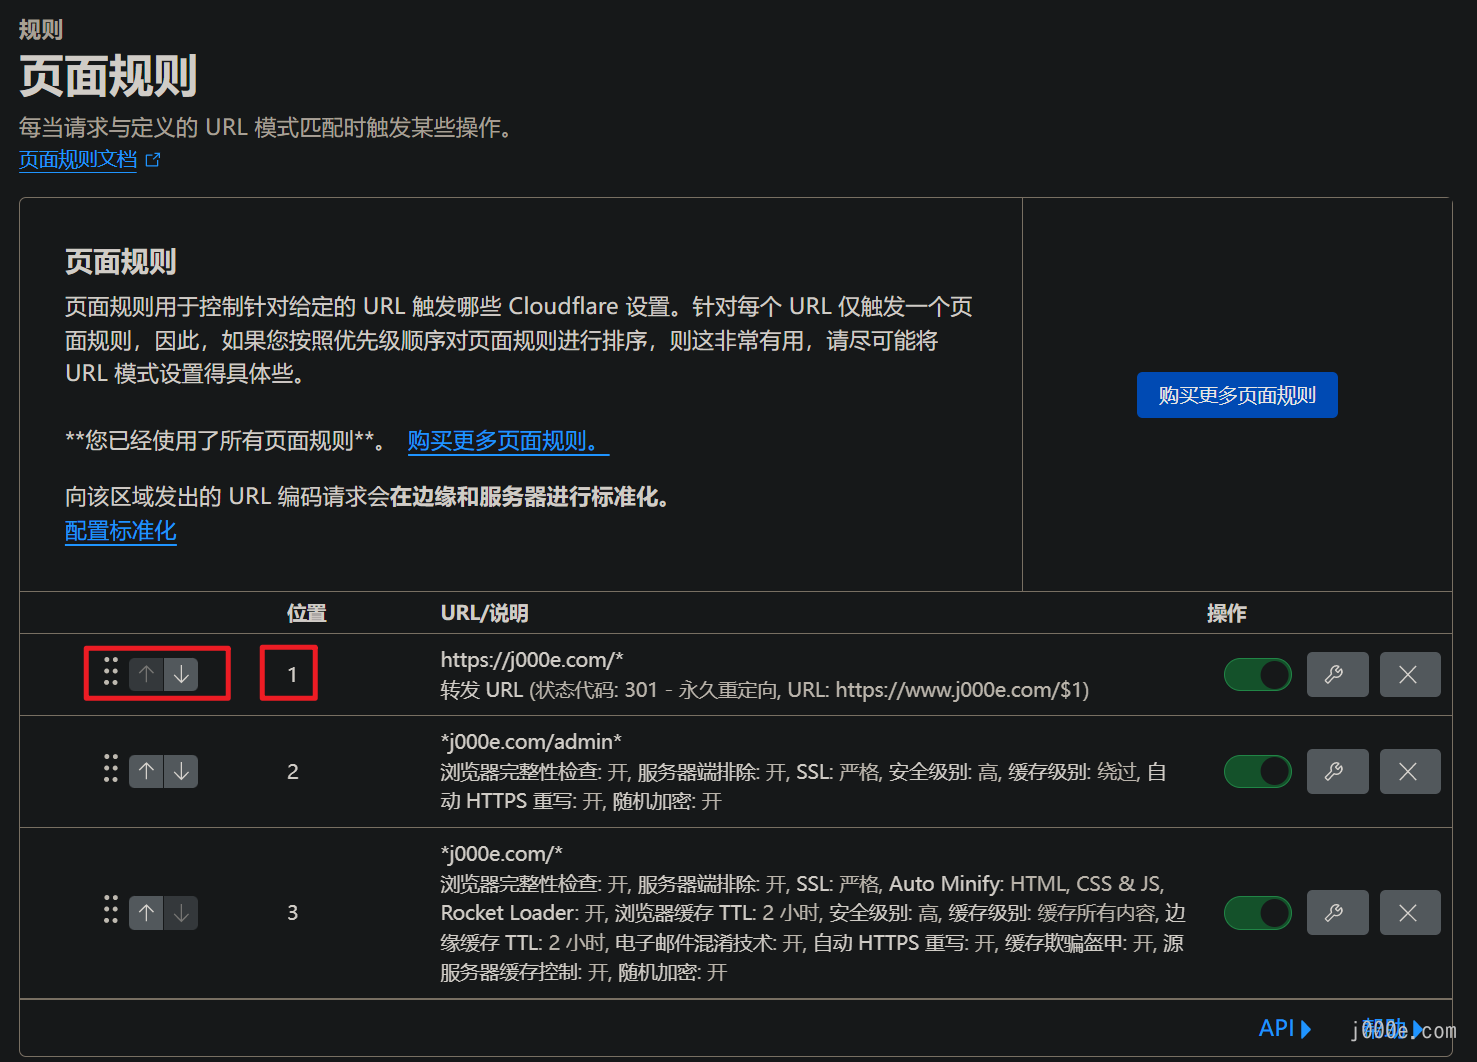 规则
页面规则
每当请求与定义的 URL 模式匹配时触发某些操作。
页面规则文档
页面规则
页面规则用于控制针对给定的 URL 触发哪些 Cloudflare 设置。针对每个 URL 仅触发一个页
面规则，因此，如果您按照优先级顺序对页面规则进行排序，则这非常有用，请尽可能将
URL 模式设置得具体些。
购买更多页面规则
**您已经使用了所有页面规则**。 购买更多页面规则。
向该区域发出的 URL 编码请求会在边缘和服务器进行标准化。
配置标准化
位置 URL/说明 操作
1 https://j000e.com/*
转发 URL (状态代码: 301 - 永久重定向, URL: https://www.j000e.com/$1)
2 *j000e.com/admin*
浏览器完整性检查: 开, 服务器端排除: 开, SSL: 严格, 安全级别: 高, 缓存级别: 绕过, 自
动 HTTPS 重写: 开, 随机加密: 开
3 *j000e.com/*
浏览器完整性检查: 开, 服务器端排除: 开, SSL: 严格, Auto Minify: HTML, CSS & JS,
Rocket Loader: 开, 浏览器缓存 TTL: 2 小时, 安全级别: 高, 缓存级别: 缓存所有内容, 边
缘缓存 TTL: 2 小时, 电子邮件混淆技术: 开, 自动 HTTPS 重写: 开, 缓存欺骗盔甲: 开, 源
服务器缓存控制: 开, 随机加密: 开
API 帮助
j000e.com